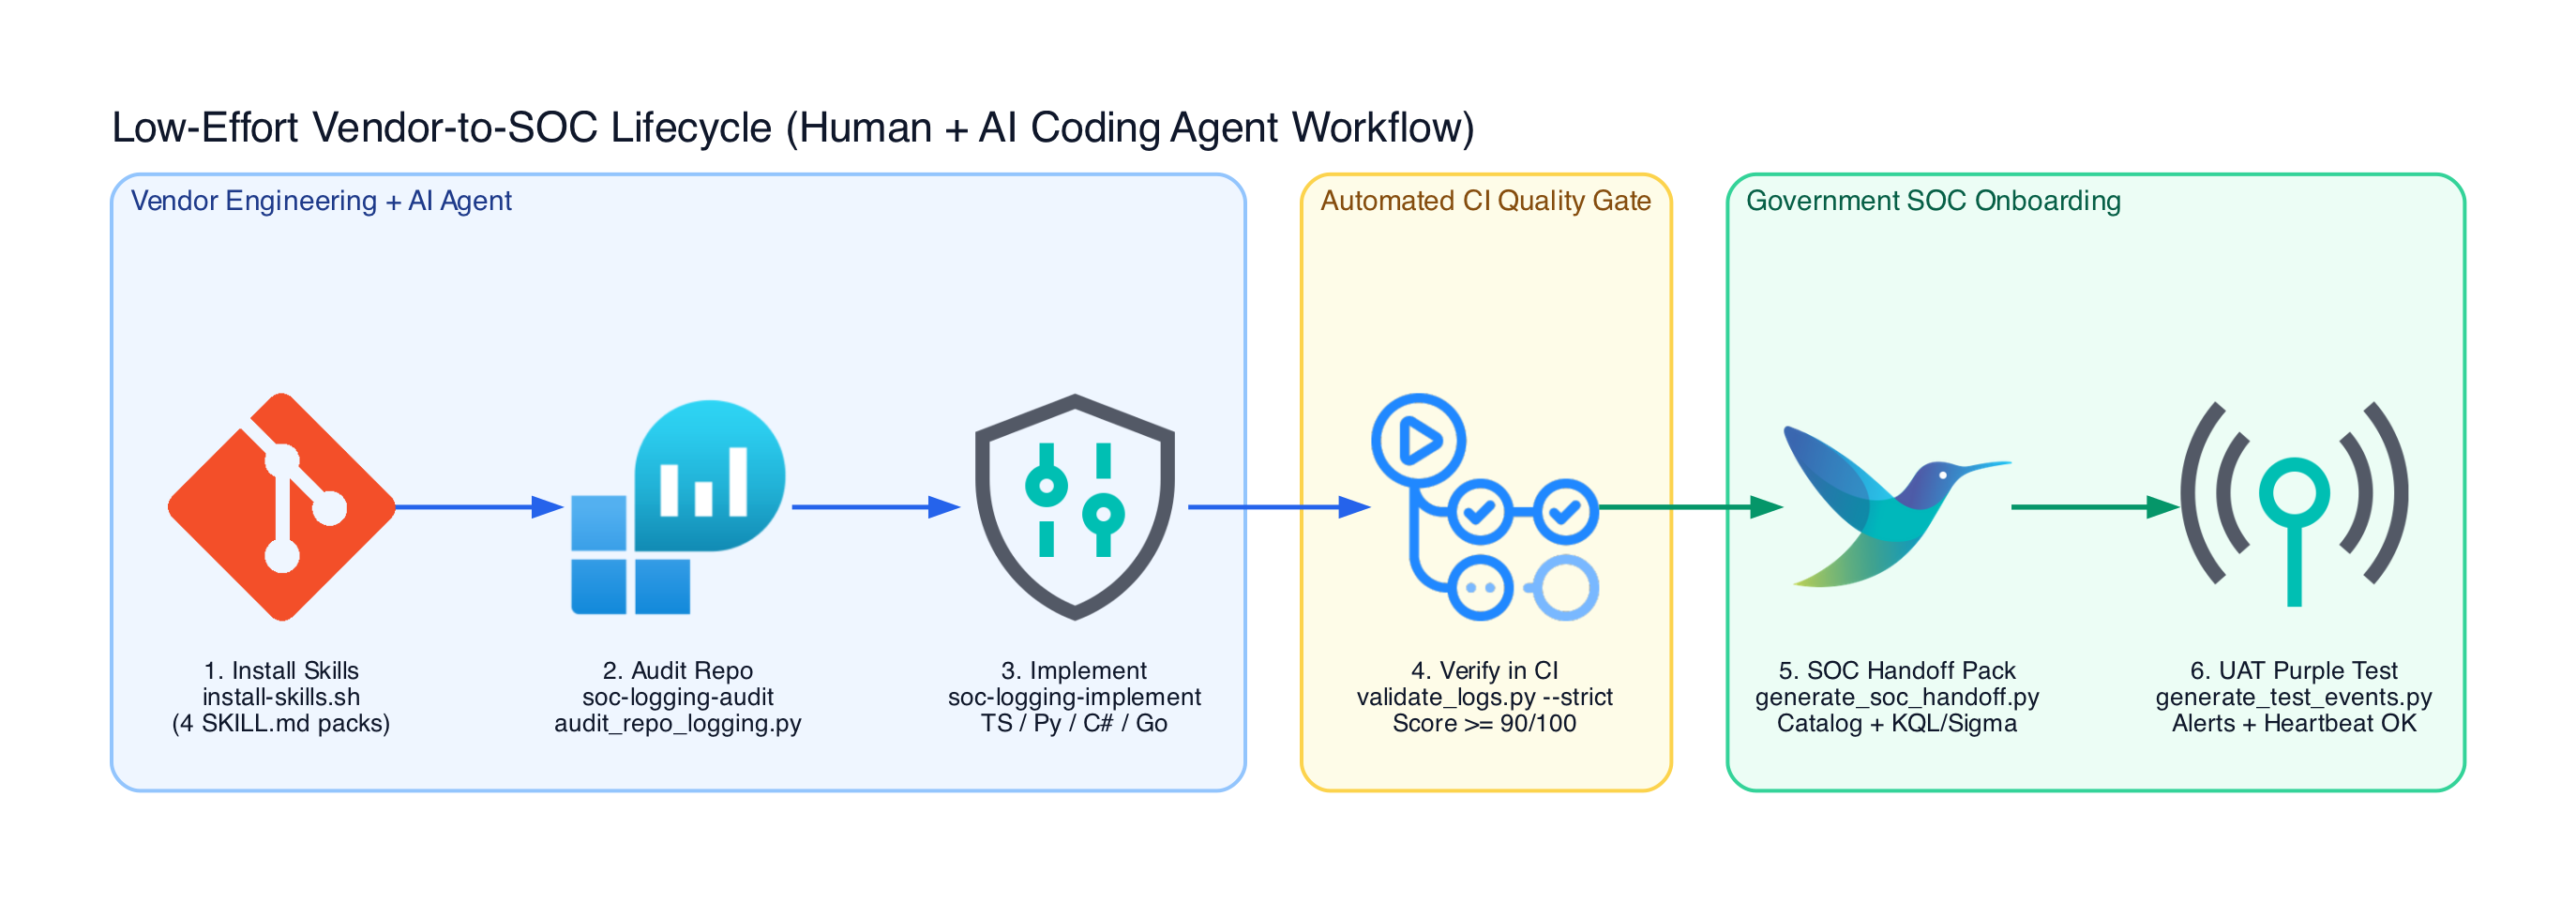 Low-Effort Vendor-to-SOC Lifecycle (Human + AI Coding Agent Workflow)
Vendor Engineering + AI Agent
1. Install Skills
install-skills.sh
(4 SKILL.md packs)
2. Audit Repo
soc-logging-audit
audit_repo_logging.py
3. Implement
soc-logging-implement
TS / Py / C# / Go
Automated CI Quality Gate
4. Verify in CI
validate_logs.py --strict
Score >= 90/100
Government SOC Onboarding
5. SOC Handoff Pack
generate_soc_handoff.py
Catalog + KQL/Sigma
6. UAT Purple Test
generate_test_events.py
Alerts + Heartbeat OK